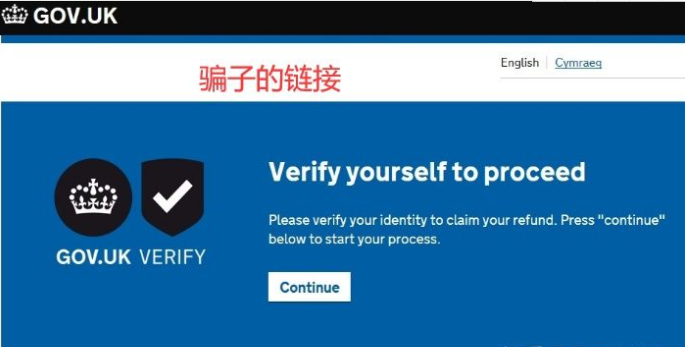 GOV.UK
English | Cymraeg
骗子的链接
Verify yourself to proceed
Please verify your identity to claim your refund. Press "continue"
below to start your process.
GOV.UK VERIFY
Continue